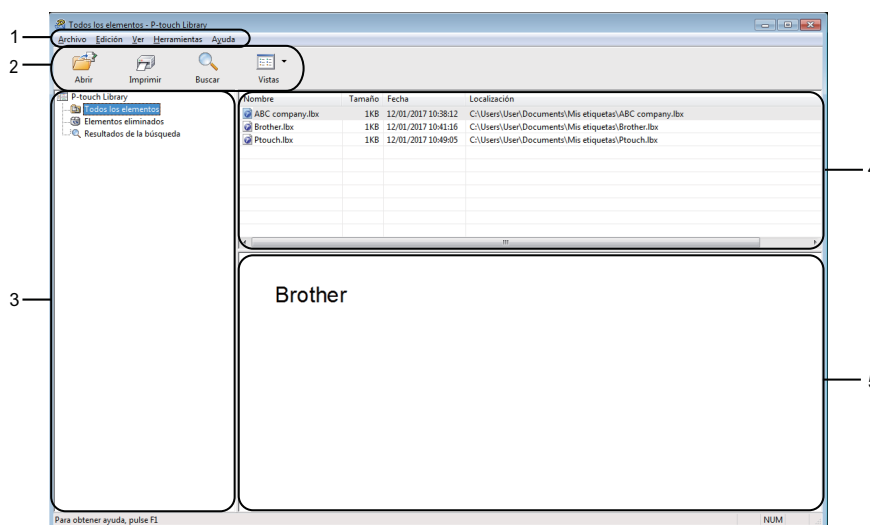 Todos los elementos - P-touch Library
1
Archivo Edición Ver Herramientas Ayuda
2
Abrir Imprimir Buscar Vistas
P-touch Library
Todos los elementos
Elementos eliminados
Resultados de la búsqueda
Nombre Tamaño Fecha Localización
ABC company.lbx 1KB 12/01/2017 10:38:12 C:\Users\User\Documents\Mis etiquetas\ABC company.lbx
Brother.lbx 1KB 12/01/2017 10:41:16 C:\Users\User\Documents\Mis etiquetas\Brother.lbx
Ptouch.lbx 1KB 12/01/2017 10:49:05 C:\Users\User\Documents\Mis etiquetas\Ptouch.lbx
4
3
Brother
5
Para obtener ayuda, pulse F1
NUM